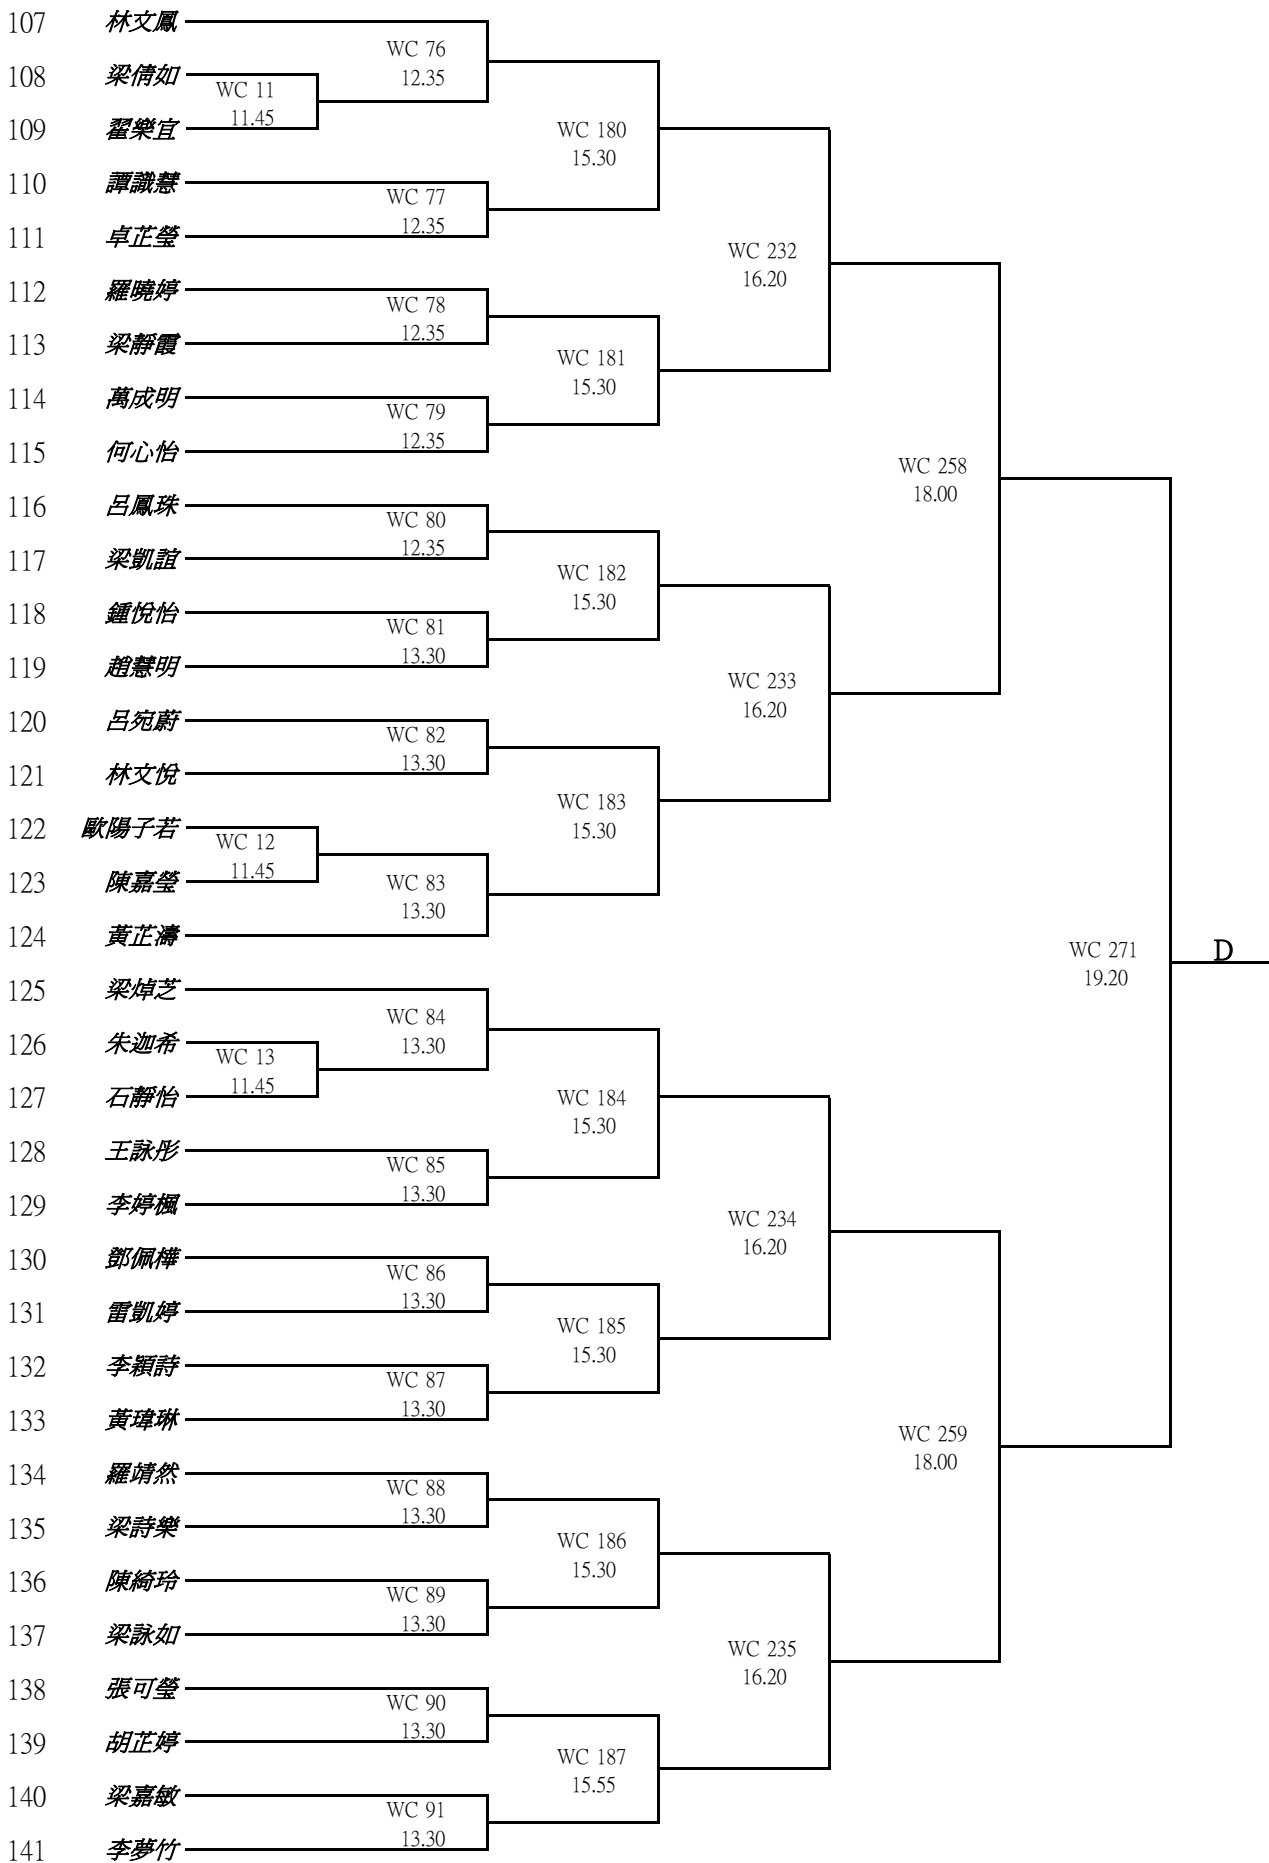 107 林文鳳
WC 76
108 梁倩如
12.35
WC 11
11.45
109 翟樂宜
WC 180
15.30
110 譚識慧
WC 77
12.35
111 卓芷瑩
WC 232
16.20
112 羅曉婷
WC 78
12.35
113 梁靜霞
WC 181
15.30
114 萬成明
WC 79
12.35
115 何心怡
WC 258
18.00
116 呂鳳珠
WC 80
12.35
117 梁凱誼
WC 182
15.30
118 鍾悅怡
WC 81
13.30
119 趙慧明
WC 233
16.20
120 呂宛蔚
WC 82
13.30
121 林文悅
WC 183
15.30
122 歐陽子若
WC 12
11.45
123 陳嘉瑩
WC 83
13.30
124 黃芷濤
WC 271
19.20
D
125 梁焯芝
WC 84
13.30
126 朱迦希
WC 13
11.45
127 石靜怡
WC 184
15.30
128 王詠彤
WC 85
13.30
129 李婷楓
WC 234
16.20
130 鄧佩樺
WC 86
13.30
131 雷凱婷
WC 185
15.30
132 李穎詩
WC 87
13.30
133 黃瑋琳
WC 259
18.00
134 羅靖然
WC 88
13.30
135 梁詩樂
WC 186
15.30
136 陳綺玲
WC 89
13.30
137 梁詠如
WC 235
16.20
138 張可瑩
WC 90
13.30
139 胡芷婷
WC 187
15.55
140 梁嘉敏
WC 91
13.30
141 李夢竹